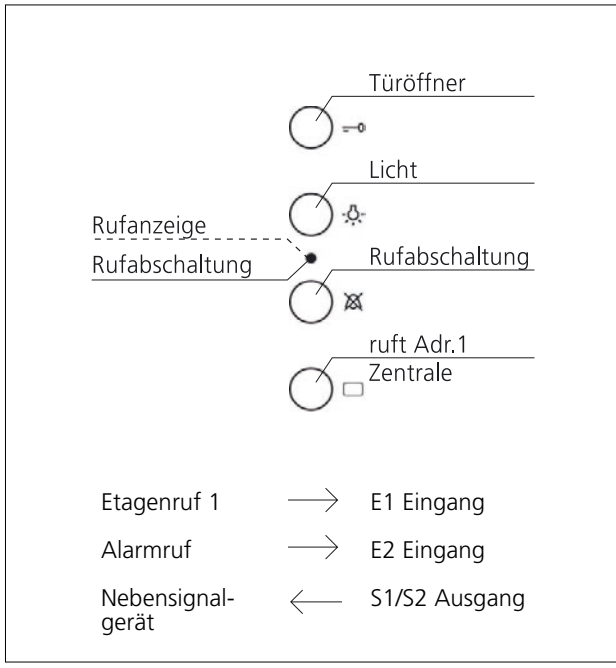 Türöffner
Licht
Rufanzeige
Rufabschaltung
Rufabschaltung
ruft Adr.1
Zentrale
Etagenruf 1
E1 Eingang
Alarmruf
E2 Eingang
Nebensignal-
gerät
S1/S2 Ausgang